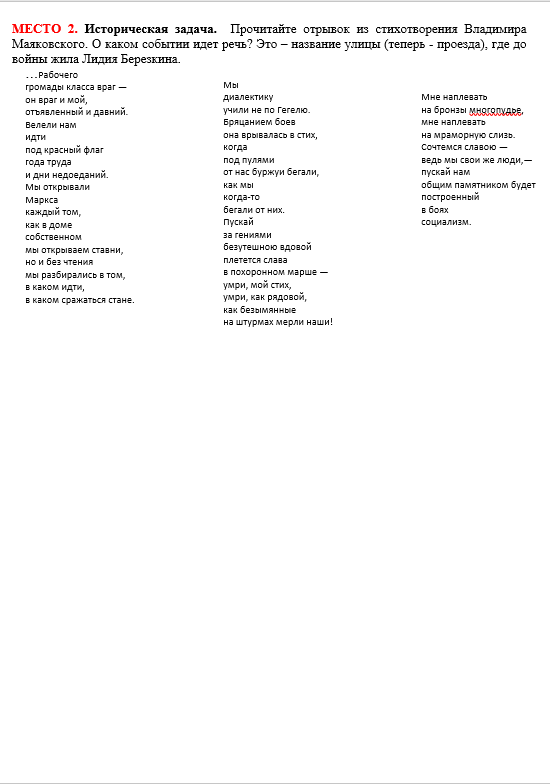 МЕСТО 2. Историческая задача. Прочитайте отрывок из стихотворения Владимира
Маяковского. О каком событии идет речь? Это – название улицы (теперь - проезда), где до
войны жила Лидия Березкина.
...Рабочего
громады класса враг —
он враг и мой,
отъявленный и давний.
Велели нам
идти
под красный флаг
года труда
и дни недоеданий.
Мы открывали
Маркса
каждый том,
как в доме
собственном
мы открываем ставни,
но и без чтения
мы разбирались в том,
в каком идти,
в каком сражаться стане.
Мы
диалектику
учили не по Гегелю.
Бряцанием боев
она врывалась в стих,
когда
под пулями
от нас буржуи бегали,
как мы
когда-то
бегали от них.
Пускай
за гениями
безутешною вдовой
плетется слава
в похоронном марше —
умри, мой стих,
умри, как рядовой,
как безымянные
на штурмах мерли наши!
Мне наплевать
на бронзы многопудье,
мне наплевать
на мраморную слизь.
Сочтемся славою —
ведь мы свои же люди,—
пускай нам
общим памятником будет
построенный
в боях
социализм.